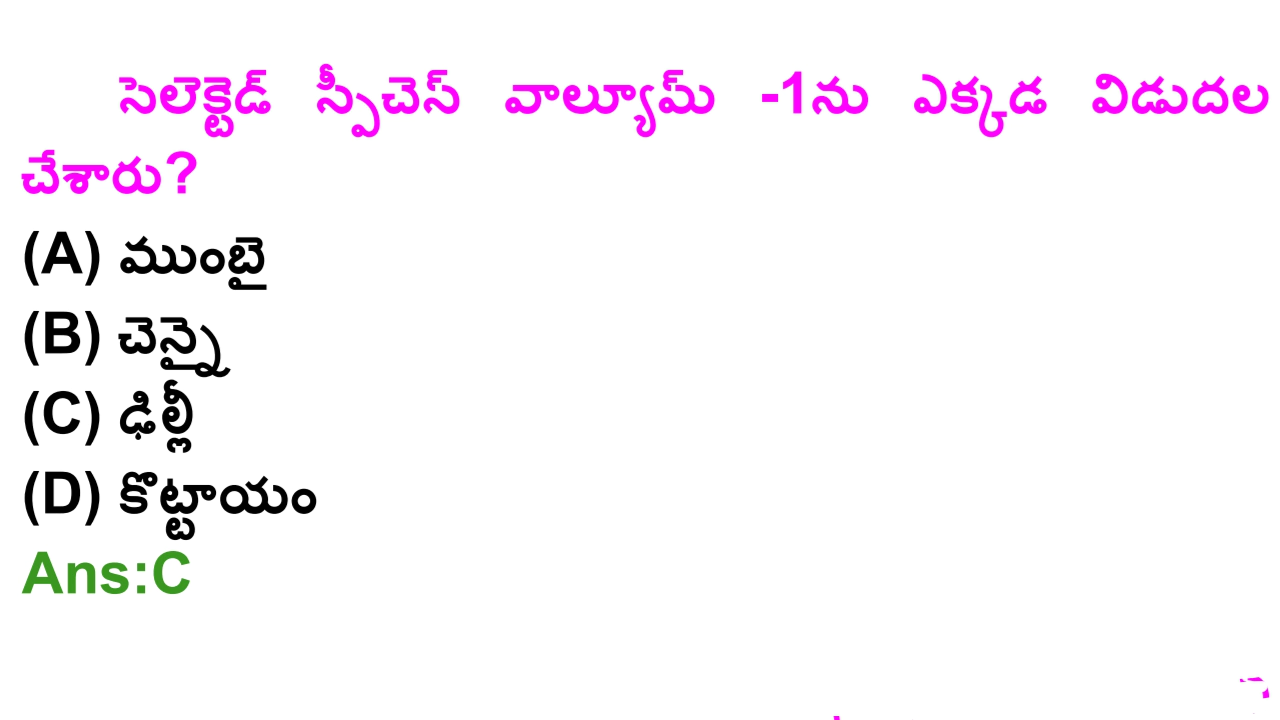 సెలెక్టెడ్ స్పీచెస్ వాల్యూమ్ -1ను ఎక్కడ విడుదల
చేశారు?
(A) ముంబై
(B) చెన్నై
(C) ఢిల్లీ
(D) కొట్టాయం
Ans:C